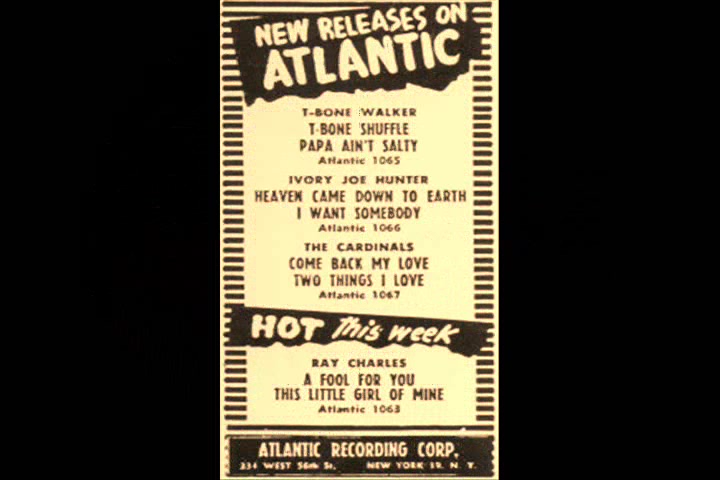 NEW RELEASES ON
ATLANTIC
T-BONE WALKER
T-BONE SHUFFLE
PAPA AIN'T SALTY
Atlantic 1065
IVORY JOE HUNTER
HEAVEN CAME DOWN TO EARTH
I WANT SOMEBODY
Atlantic 1066
THE CARDINALS
COME BACK MY LOVE
TWO THINGS I LOVE
Atlantic 1067
HOT this week
RAY CHARLES
A FOOL FOR YOU
THIS LITTLE GIRL OF MINE
Atlantic 1063
ATLANTIC RECORDING CORP.
234 WEST 56th St. NEW YORK 19, N. Y.